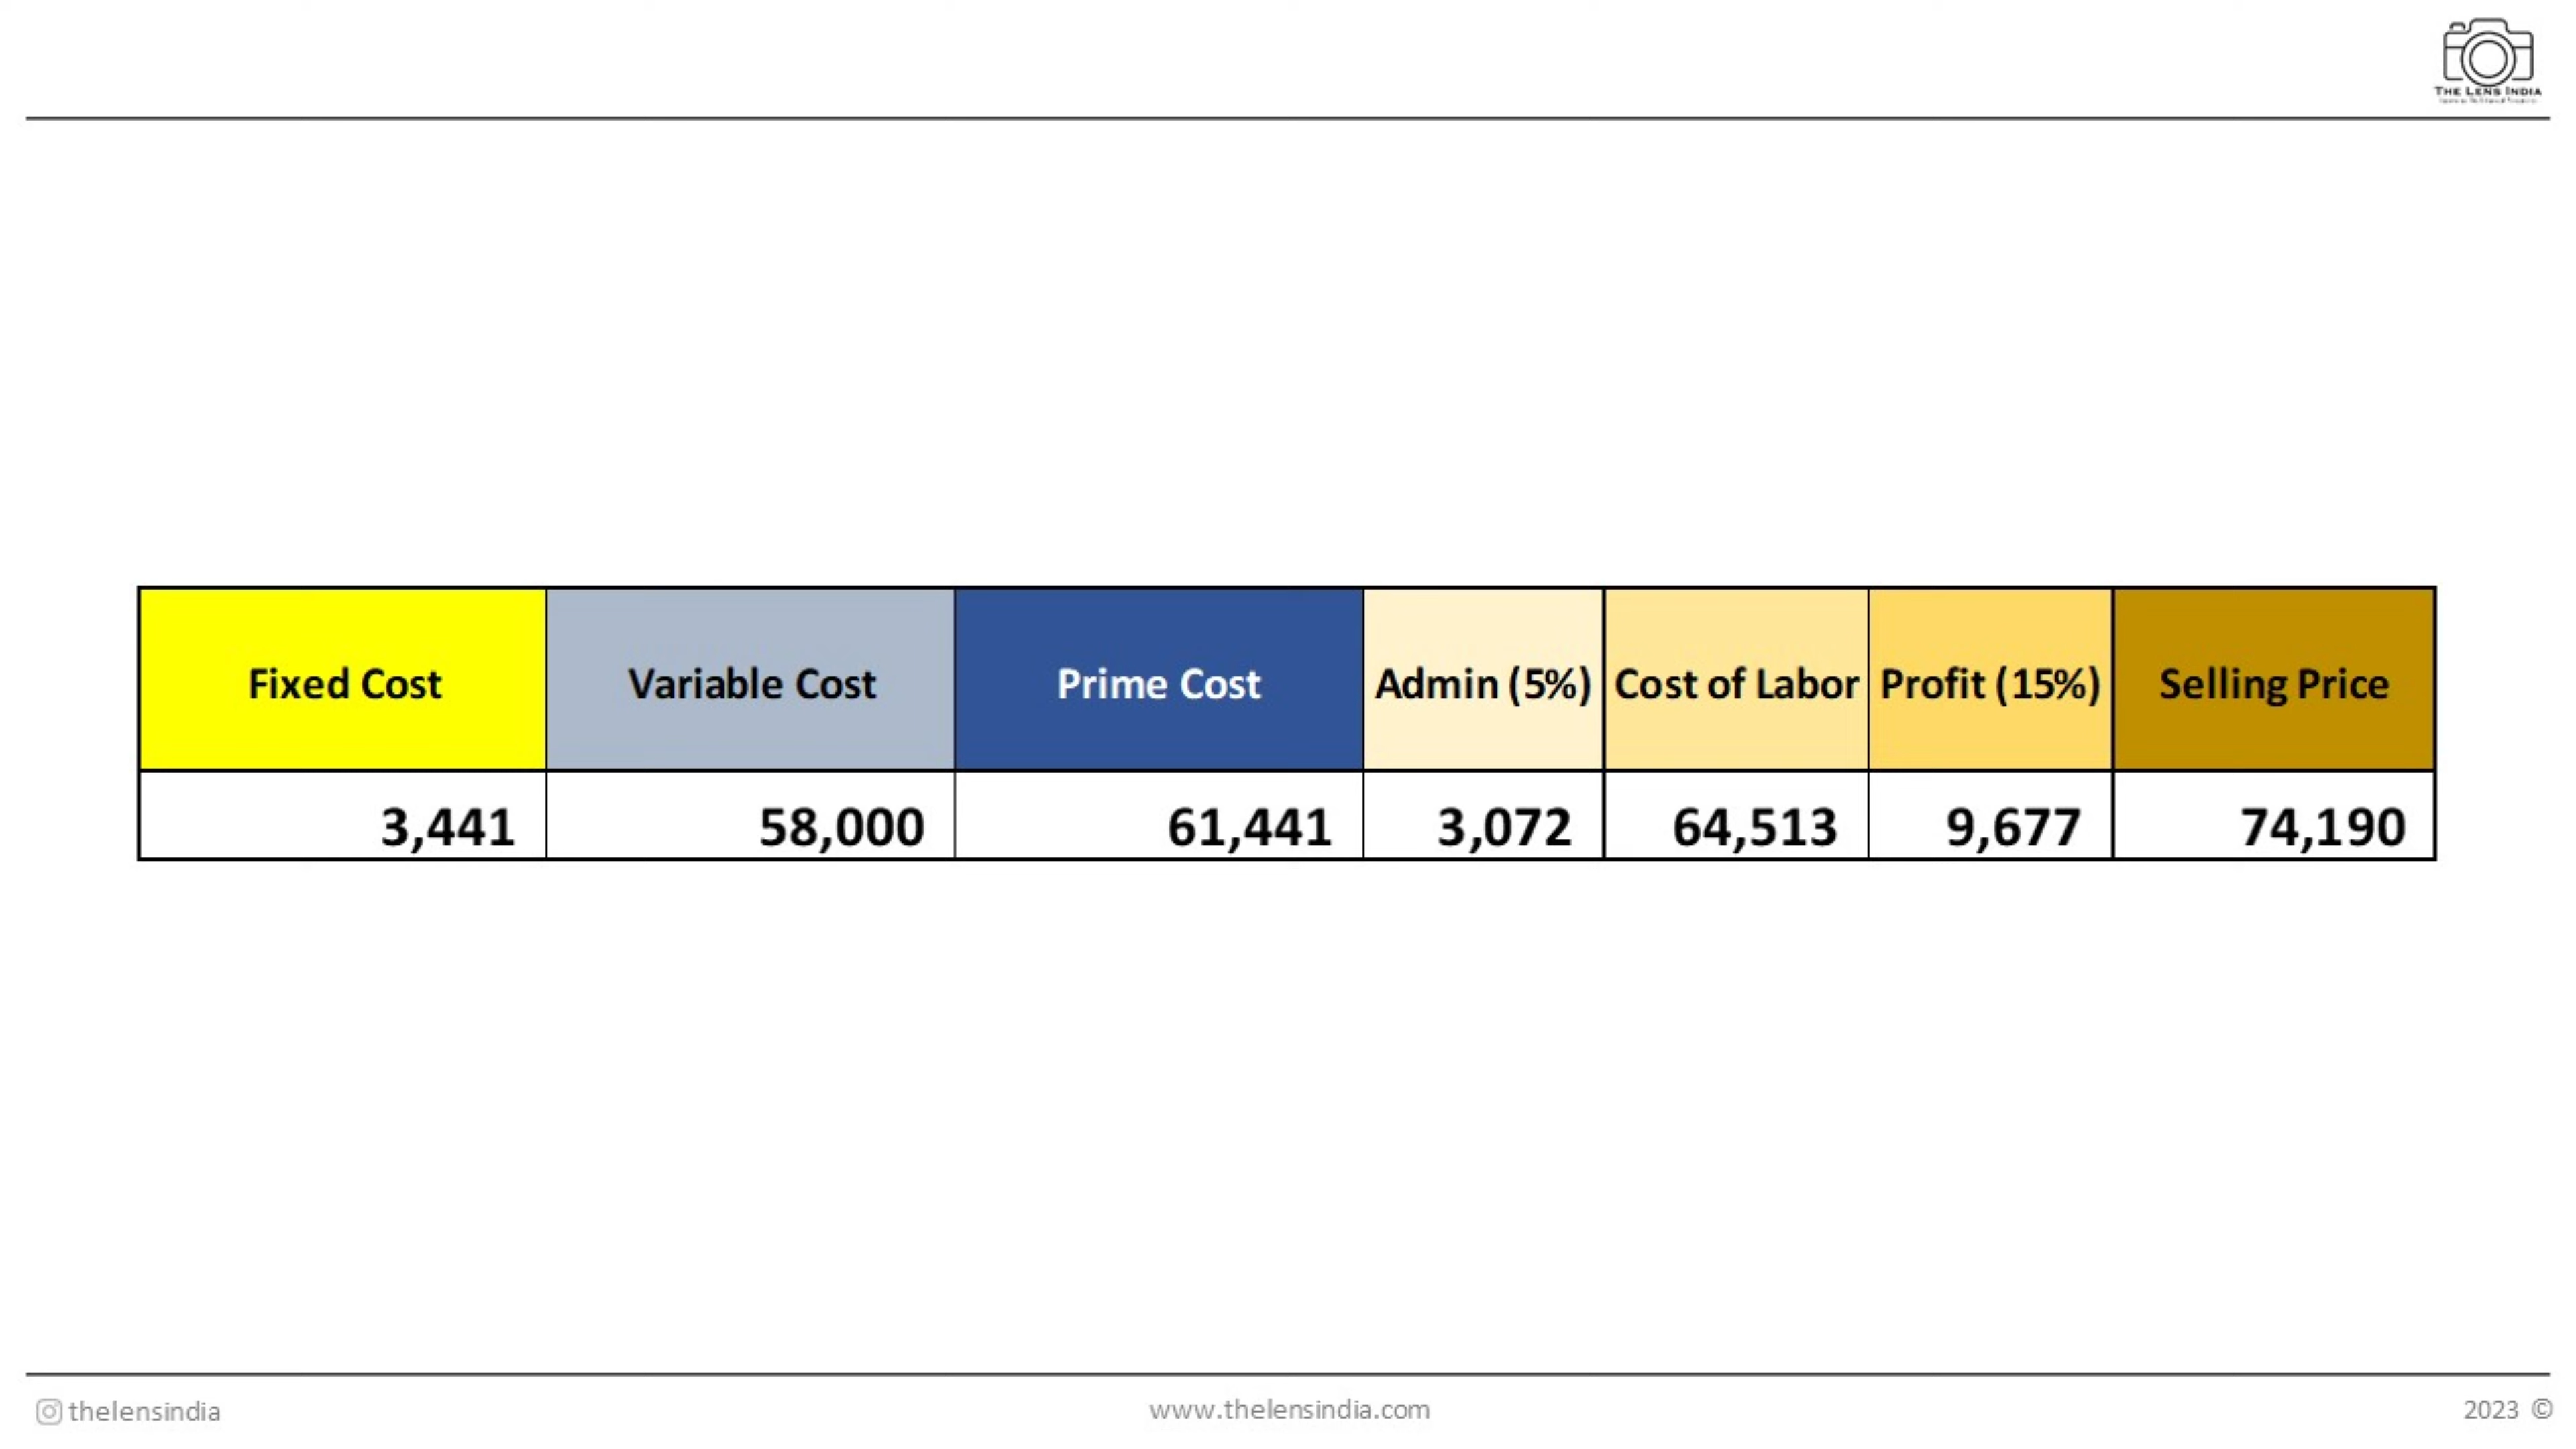 THE LENS INDIA
Fixed Cost Variable Cost Prime Cost Admin (5%) Cost of Labor Profit (15%) Selling Price
3,441 58,000 61,441 3,072 64,513 9,677 74,190
thelensindia www.thelensindia.com 2023 ©